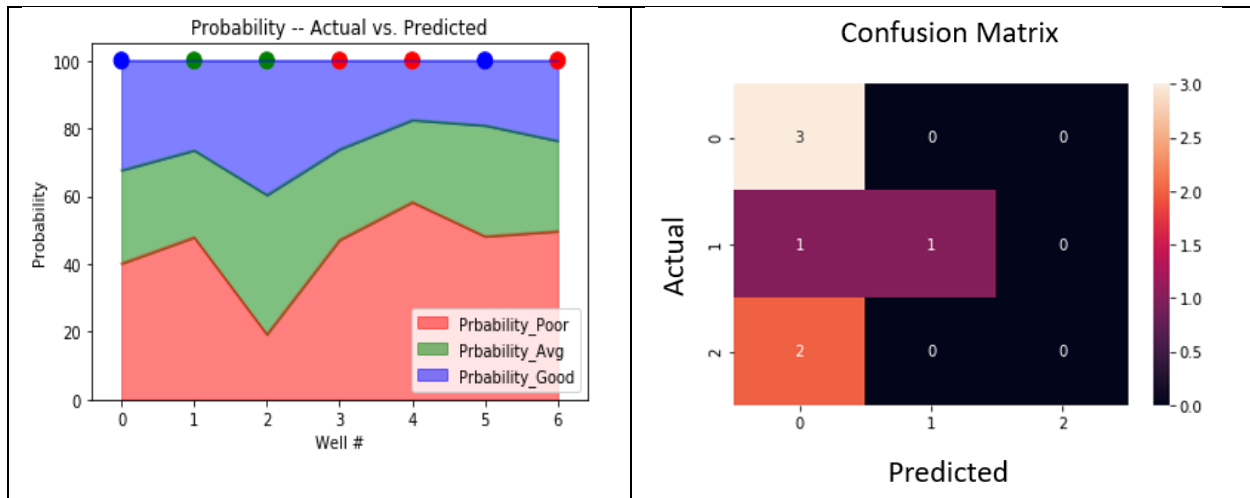 Probability -- Actual vs. Predicted
100
80
60
40
20
0
Probability
Prbability_Poor
Prbability_Avg
Prbability_Good
0 1 2 3 4 5 6
Well #
Confusion Matrix
3 0 0
1 1 0
2 0 0
0
1
2
Actual
0 1 2
Predicted
3.0
2.5
2.0
1.5
1.0
0.5
0.0